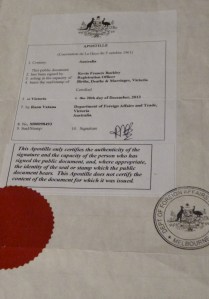 APOSTILLE
(Convention de La Haye du 5 octobre 1961)
1. Country: Australia
This public document
2. has been signed by Kevin Francis Buckley
3. acting in the capacity of Registration Officer
4. bears the seal/stamp of Births, Deaths & Marriages, Victoria
Certified
5. at Victoria 6. the 20th day of December, 2013
7. by Department of Foreign Affairs and Trade,
Victoria
Australia
8. No.
9. Seal/Stamp: 10. Signature:
This Apostille only certifies the authenticity of the
signature and the capacity of the person who has
signed the public document, and, where appropriate,
the identity of the seal or stamp which the public
document bears. This Apostille does not certify the
content of the document for which it was issued.
DEPT OF FOREIGN AFFAIRS
MELBOURNE